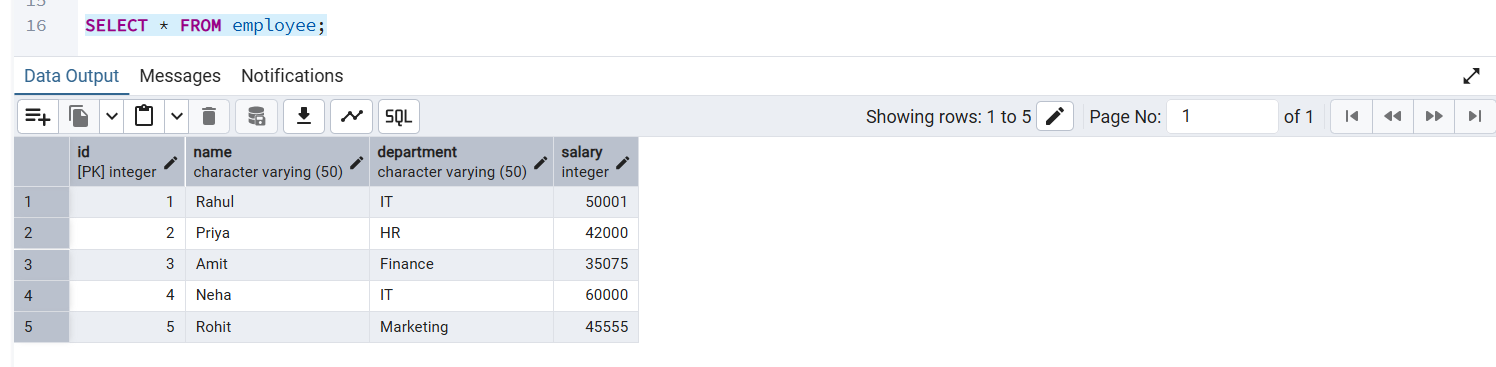 15
16 SELECT * FROM employee;
Data Output Messages Notifications
SQL Showing rows: 1 to 5 Page No: 1 of 1
id name department salary
[PK] integer character varying (50) character varying (50) integer
1 1 Rahul IT 50001
2 2 Priya HR 42000
3 3 Amit Finance 35075
4 4 Neha IT 60000
5 5 Rohit Marketing 45555